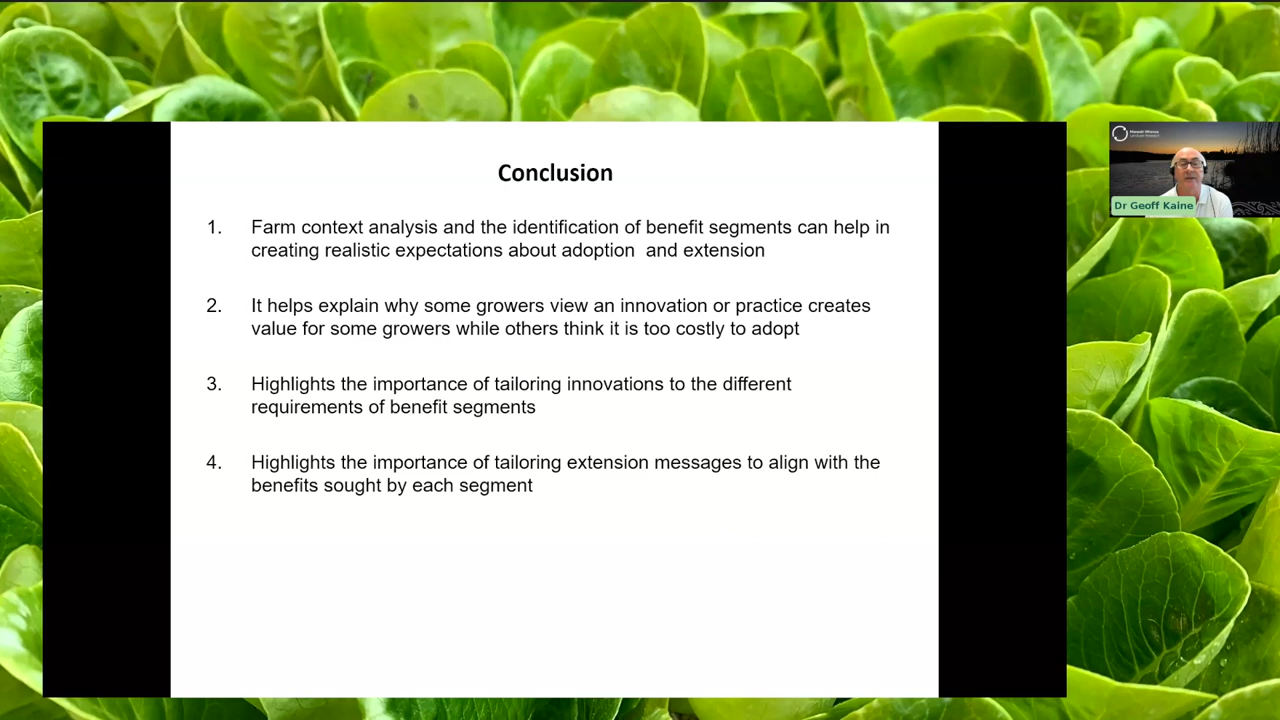 Conclusion
1. Farm context analysis and the identification of benefit segments can help in
creating realistic expectations about adoption  and extension
2. It helps explain why some growers view an innovation or practice creates
value for some growers while others think it is too costly to adopt
3. Highlights the importance of tailoring innovations to the different
requirements of benefit segments
4. Highlights the importance of tailoring extension messages to align with the
benefits sought by each segment
Dr Geoff Kaine